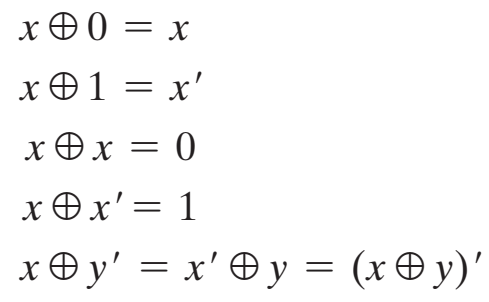 x ⊕ 0 = x
x ⊕ 1 = x′
x ⊕ x = 0
x ⊕ x′ = 1
x ⊕ y′ = x′ ⊕ y = (x ⊕ y)′